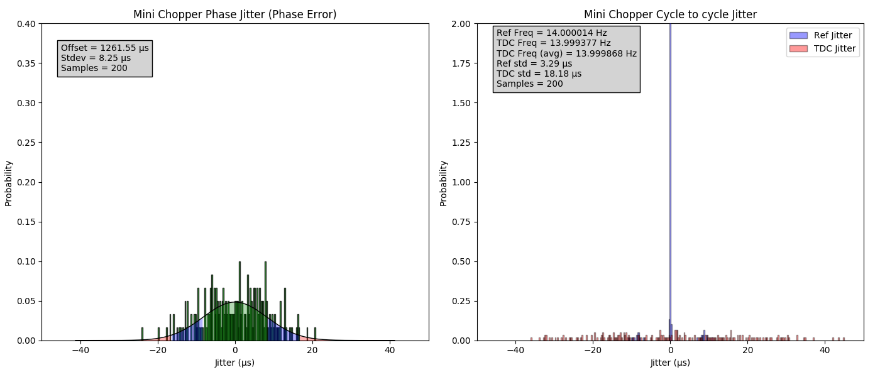 Mini Chopper Phase Jitter (Phase Error)
Offset = 1261.55 µs
Stdev = 8.25 µs
Samples = 200
Probability
0.40
0.35
0.30
0.25
0.20
0.15
0.10
0.05
0.00
−40
−20
0
20
40
Jitter (µs)
Mini Chopper Cycle to cycle Jitter
Ref Freq = 14.000014 Hz
TDC Freq = 13.999377 Hz
TDC Freq (avg) = 13.999868 Hz
Ref std = 3.29 µs
TDC std = 18.18 µs
Samples = 200
Ref Jitter
TDC Jitter
Probability
2.00
1.75
1.50
1.25
1.00
0.75
0.50
0.25
0.00
−40
−20
0
20
40
Jitter (µs)